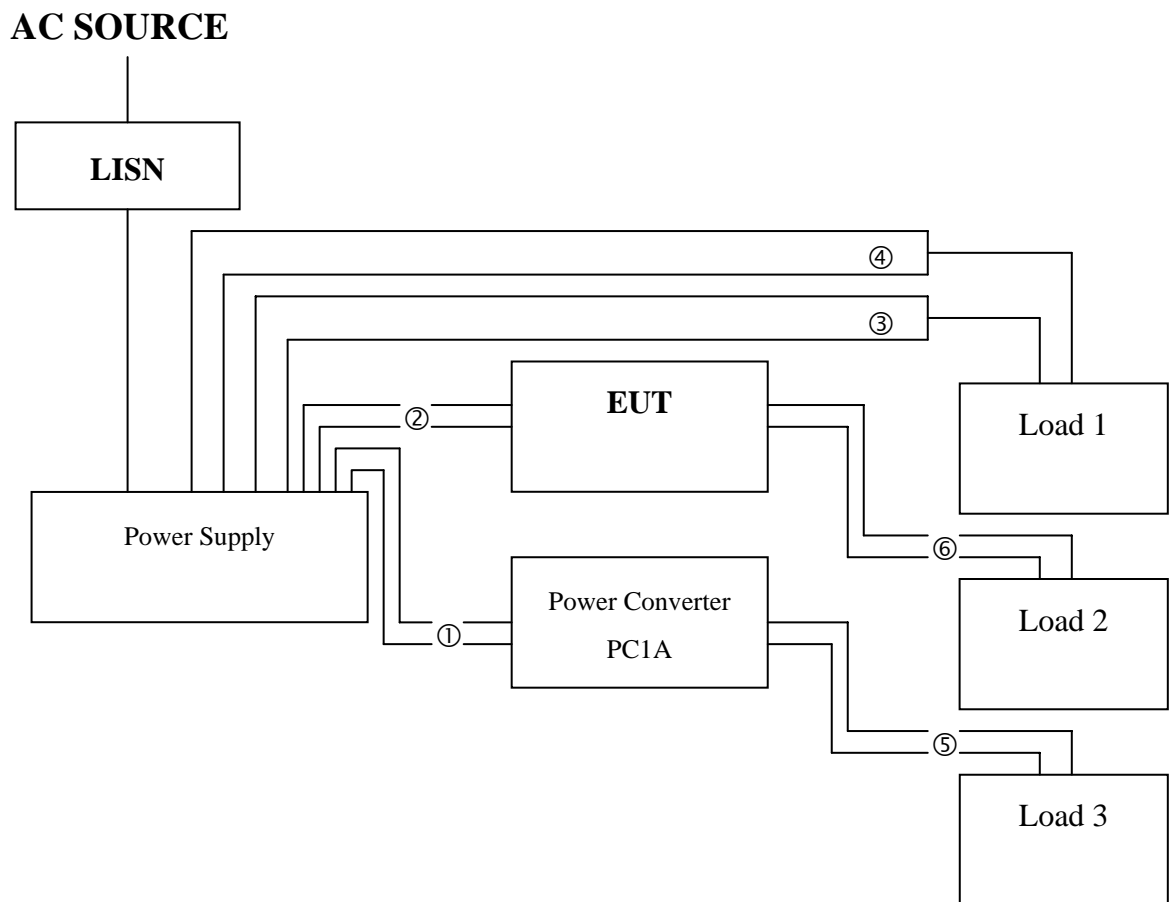 AC SOURCE
LISN
④
③
EUT
②
Load 1
Power Supply
⑥
Power Converter
PC1A
①
Load 2
⑤
Load 3